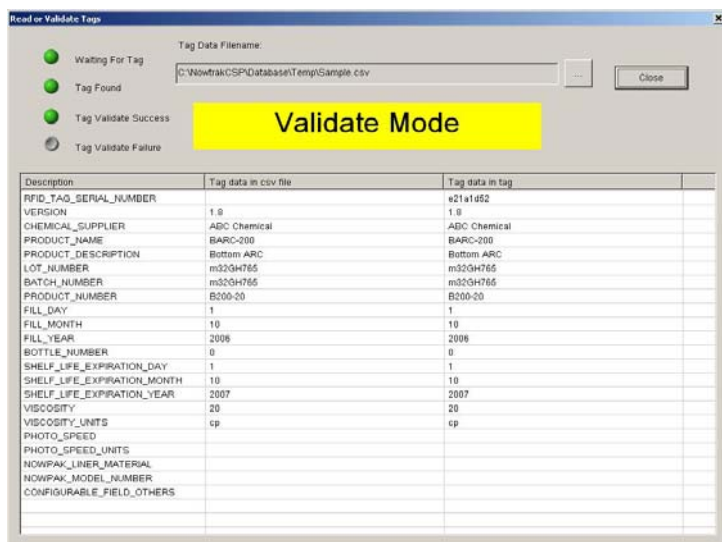 Read or Validate Tags
Tag Data Filename:
Waiting For Tag
C:\NowtrakCSP\Database\Temp\Sample.csv
...
Close
Tag Found
Tag Validate Success
Validate Mode
Tag Validate Failure
Description Tag data in csv file Tag data in tag
RFID_TAG_SERIAL_NUMBER e21a1d52
VERSION 1.8 1.8
CHEMICAL_SUPPLIER ABC Chemical ABC Chemical
PRODUCT_NAME BARC-200 BARC-200
PRODUCT_DESCRIPTION Bottom ARC Bottom ARC
LOT_NUMBER m32GH765 m32GH765
BATCH_NUMBER m32GH765 m32GH765
PRODUCT_NUMBER B200-20 B200-20
FILL_DAY 1 1
FILL_MONTH 10 10
FILL_YEAR 2006 2006
BOTTLE_NUMBER 0 0
SHELF_LIFE_EXPIRATION_DAY 1 1
SHELF_LIFE_EXPIRATION_MONTH 10 10
SHELF_LIFE_EXPIRATION_YEAR 2007 2007
VISCOSITY 20 20
VISCOSITY_UNITS cp cp
PHOTO_SPEED
PHOTO_SPEED_UNITS
NOWPAK_LINER_MATERIAL
NOWPAK_MODEL_NUMBER
CONFIGURABLE_FIELD_OTHERS